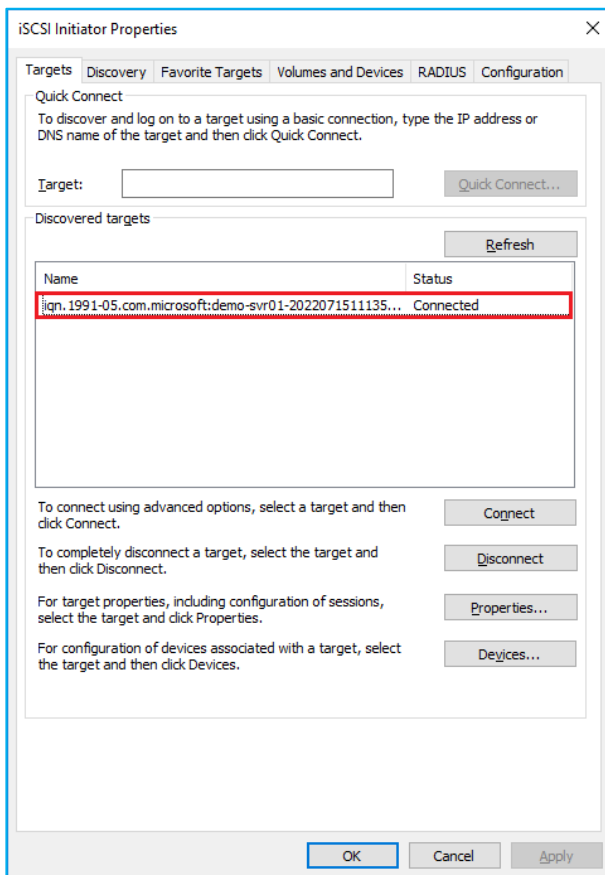 iSCSI Initiator Properties
Targets Discovery Favorite Targets Volumes and Devices RADIUS Configuration
Quick Connect
To discover and log on to a target using a basic connection, type the IP address or
DNS name of the target and then click Quick Connect.
Target:
Quick Connect...
Discovered targets
Refresh
Name Status
iqn.1991-05.com.microsoft:demo-svr01-2022071511135... Connected
To connect using advanced options, select a target and then
click Connect.
Connect
To completely disconnect a target, select the target and
then click Disconnect.
Disconnect
For target properties, including configuration of sessions,
select the target and click Properties.
Properties...
For configuration of devices associated with a target, select
the target and then click Devices.
Devices...
OK Cancel Apply